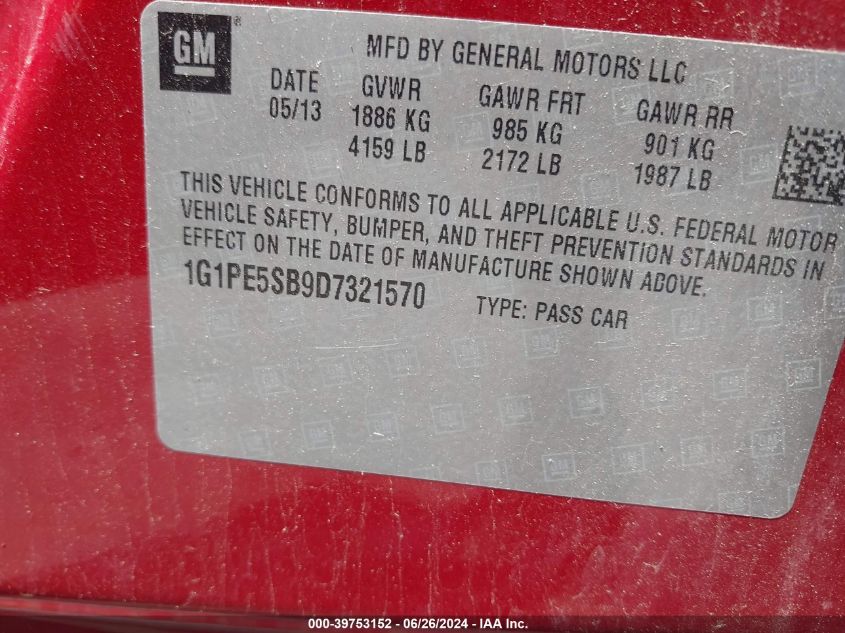 GM
MFD BY GENERAL MOTORS LLC
DATE GVWR GAWR FRT GAWR RR
05/13 1886 KG 985 KG 901 KG
4159 LB 2172 LB 1987 LB
THIS VEHICLE CONFORMS TO ALL APPLICABLE U.S. FEDERAL MOTOR
VEHICLE SAFETY, BUMPER, AND THEFT PREVENTION STANDARDS IN
EFFECT ON THE DATE OF MANUFACTURE SHOWN ABOVE.
1G1PE5SB9D7321570 TYPE: PASS CAR
000-39753152 - 06/26/2024 - IAA Inc.